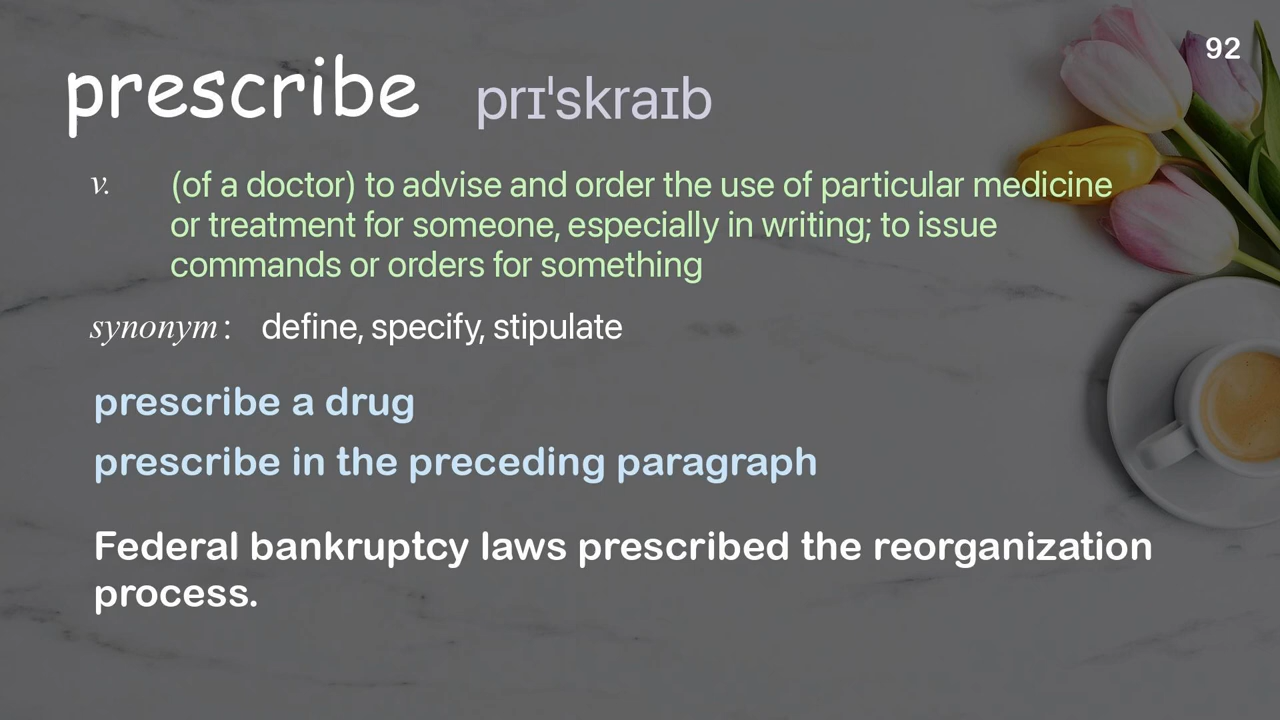 92
prescribe prɪˈskraɪb
v. (of a doctor) to advise and order the use of particular medicine
or treatment for someone, especially in writing; to issue
commands or orders for something
synonym: define, specify, stipulate
prescribe a drug
prescribe in the preceding paragraph
Federal bankruptcy laws prescribed the reorganization
process.